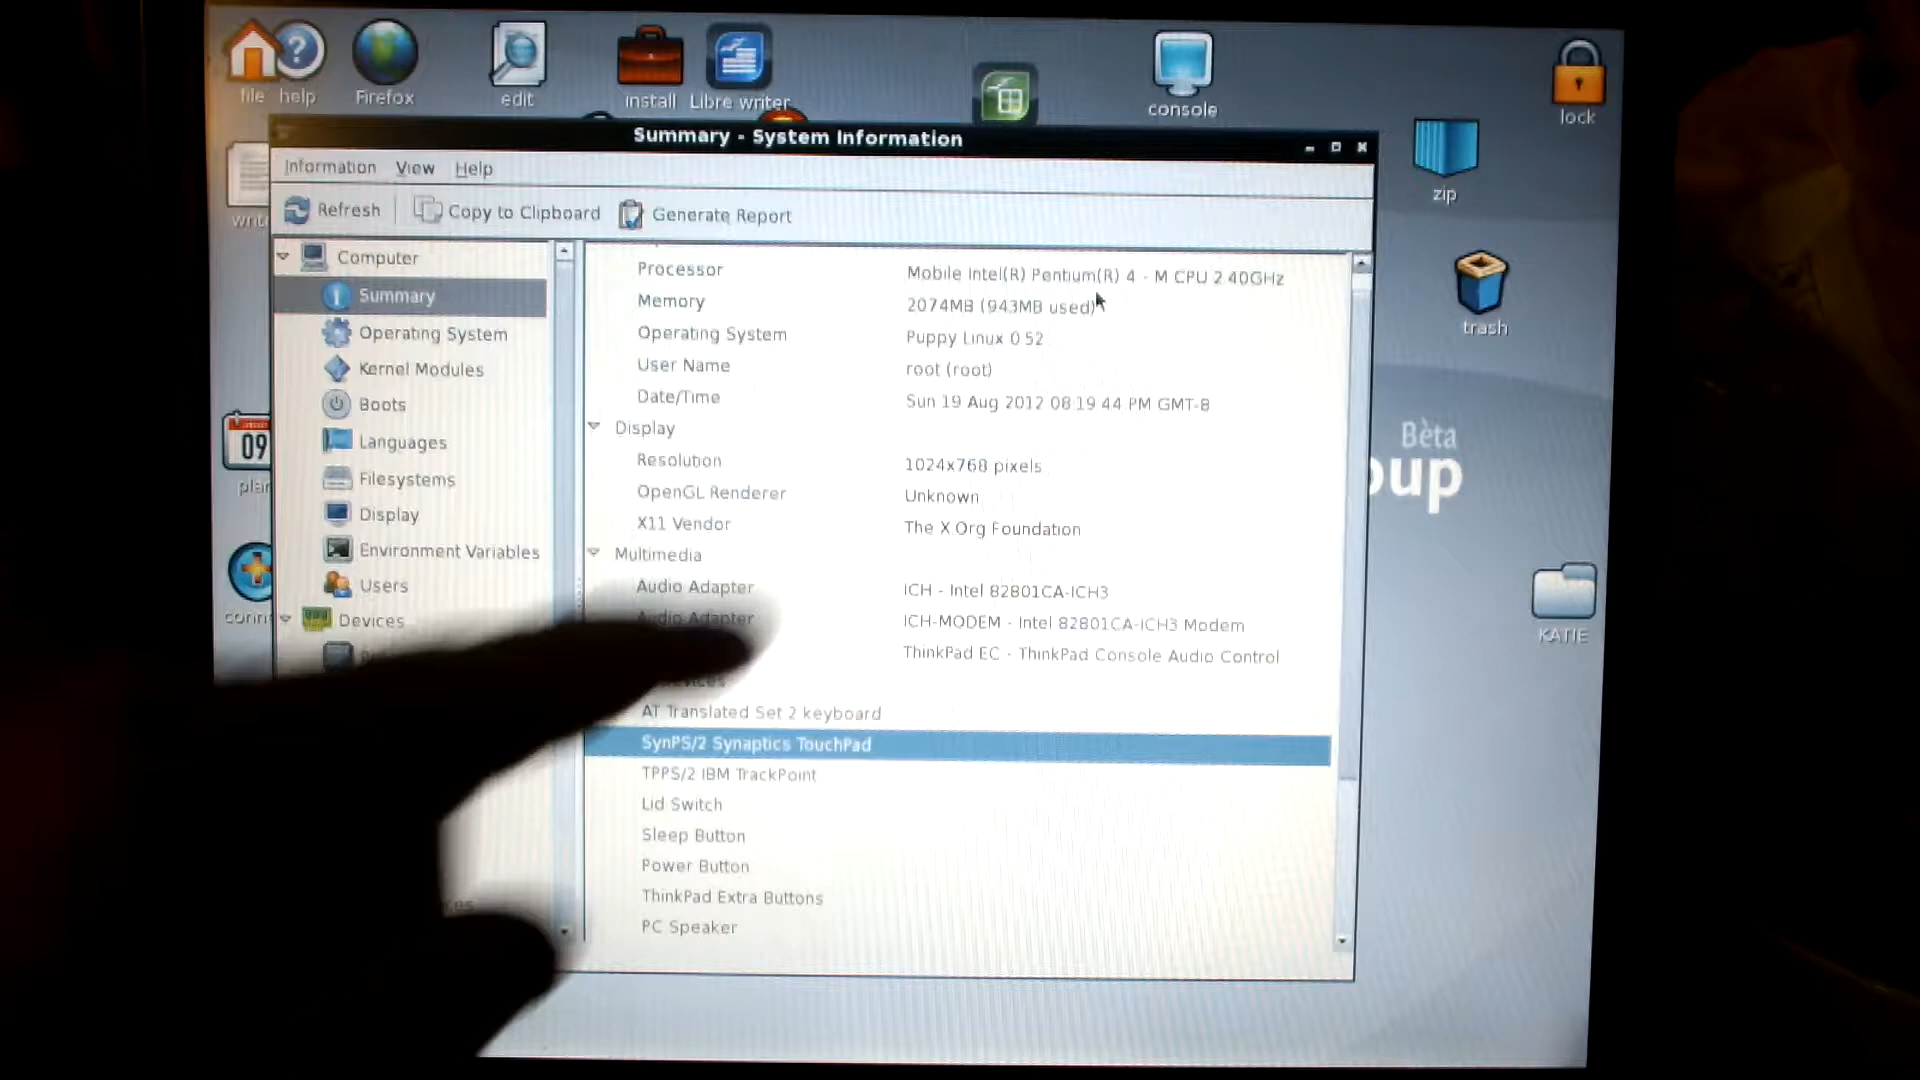 file help Firefox edit install Libre writer console lock
Summary - System Information
Information View Help
zip
Refresh Copy to Clipboard Generate Report
Computer
Summary
Operating System
Kernel Modules
Boots
Languages
Filesystems
Display
Environment Variables
Users
Devices
Processor Mobile Intel(R) Pentium(R) 4 - M CPU 2.40GHz
Memory 2074MB (943MB used)
Operating System Puppy Linux 0.52
User Name root (root)
Date/Time Sun 19 Aug 2012 08:19:44 PM GMT-8
Display
Resolution 1024x768 pixels
OpenGL Renderer Unknown
X11 Vendor The X.Org Foundation
Multimedia
Audio Adapter ICH - Intel 82801CA-ICH3
Audio Adapter ICH-MODEM - Intel 82801CA-ICH3 Modem
ThinkPad EC - ThinkPad Console Audio Control
AT Translated Set 2 keyboard
SynPS/2 Synaptics TouchPad
TPPS/2 IBM TrackPoint
Lid Switch
Sleep Button
Power Button
ThinkPad Extra Buttons
PC Speaker
trash
Bèta
oup
KATIE
09